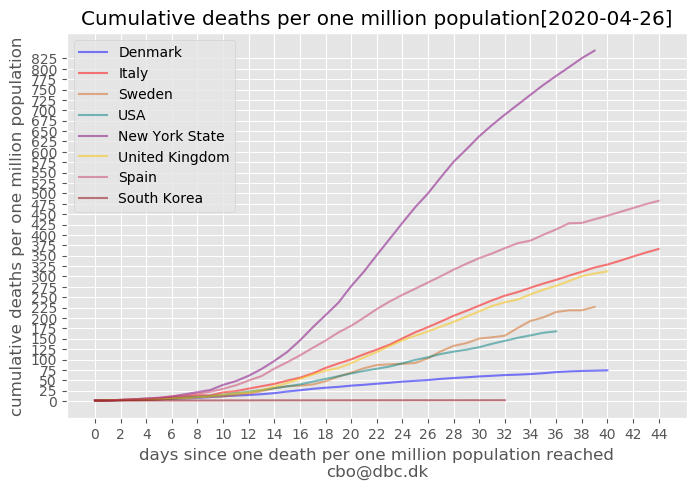 Cumulative deaths per one million population[2020-04-26]
cumulative deaths per one million population
825
800
775
750
725
700
675
650
625
600
575
550
525
500
475
450
425
400
375
350
325
300
275
250
225
200
175
150
125
100
75
50
25
0
Denmark
Italy
Sweden
USA
New York State
United Kingdom
Spain
South Korea
0 2 4 6 8 10 12 14 16 18 20 22 24 26 28 30 32 34 36 38 40 42 44
days since one death per one million population reached
cbo@dbc.dk